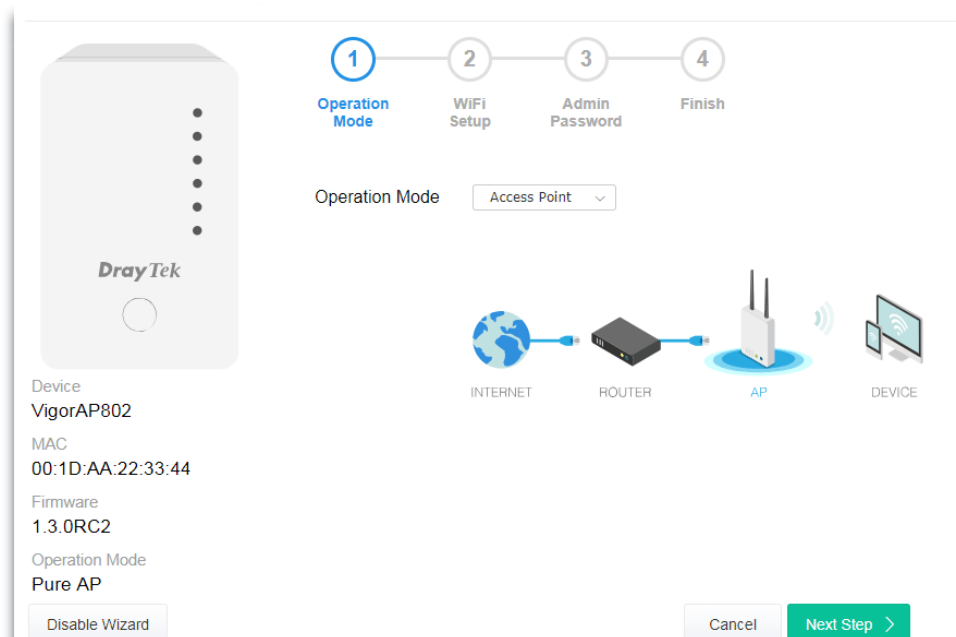 1
2
3
4
Operation
Mode
WiFi
Setup
Admin
Password
Finish
Operation Mode
Access Point
DrayTek
INTERNET
ROUTER
AP
DEVICE
Device
VigorAP802
MAC
00:1D:AA:22:33:44
Firmware
1.3.0RC2
Operation Mode
Pure AP
Disable Wizard
Cancel
Next Step